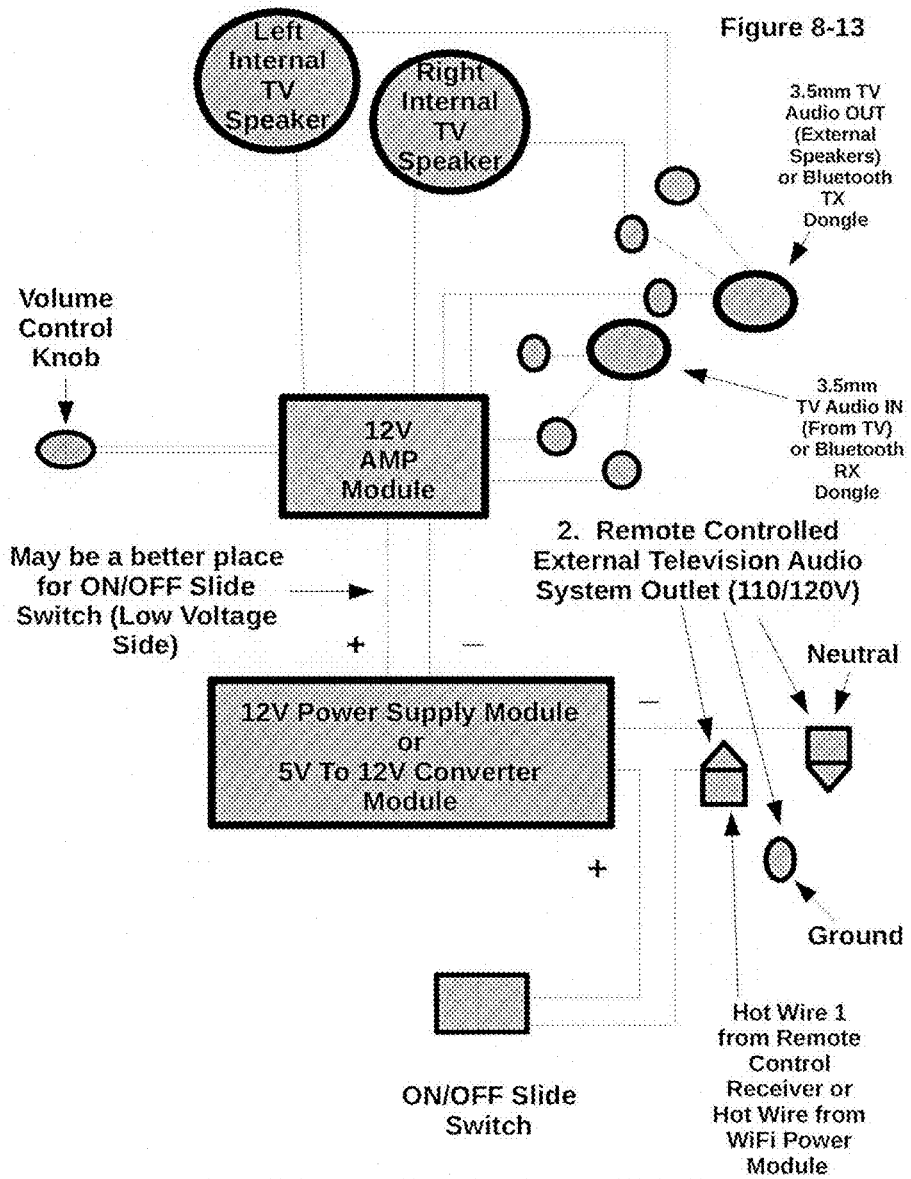 Figure 8-13
Left
Internal
TV
Speaker
Right
Internal
TV
Speaker
3.5mm TV
Audio OUT
(External
Speakers)
or Bluetooth
TX
Dongle
Volume
Control
Knob
12V
AMP
Module
3.5mm
TV Audio IN
(From TV)
or Bluetooth
RX
Dongle
May be a better place
for ON/OFF Slide
Switch (Low Voltage
Side)
2. Remote Controlled
External Television Audio
System Outlet (110/120V)
+
—
Neutral
12V Power Supply Module
or
5V To 12V Converter
Module
—
+
Ground
ON/OFF Slide
Switch
Hot Wire 1
from Remote
Control
Receiver or
Hot Wire from
WiFi Power
Module